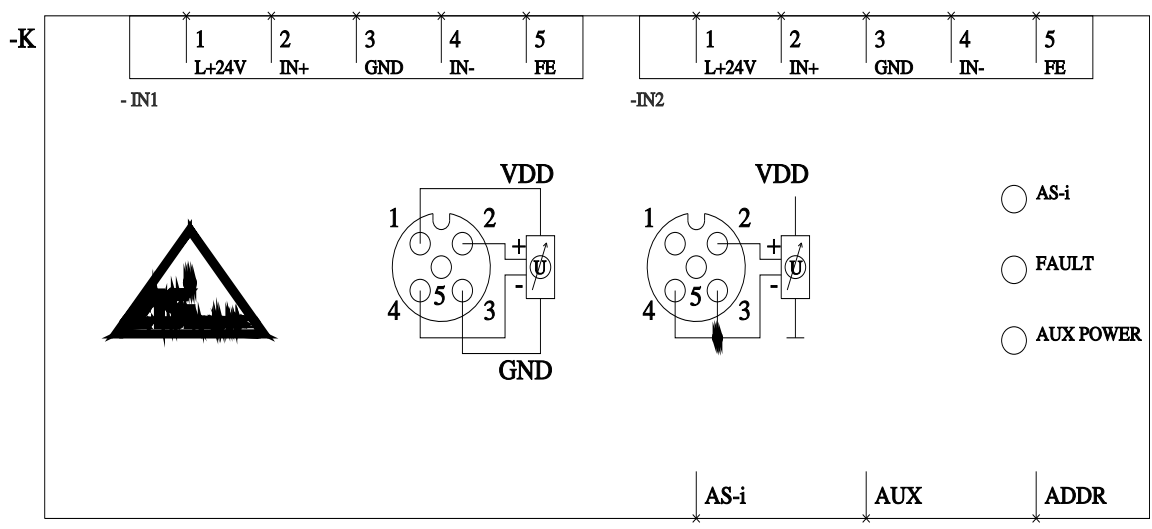 -K
1 2 3 4 5 1 2 3 4 5
L+24V IN+ GND IN- FE L+24V IN+ GND IN- FE
- IN1 -IN2
VDD VDD
AS-i
1 2 1 2
+ +
U U
FAULT
- -
5 5
4 3 4 3
AUX POWER
GND
AS-i AUX ADDR